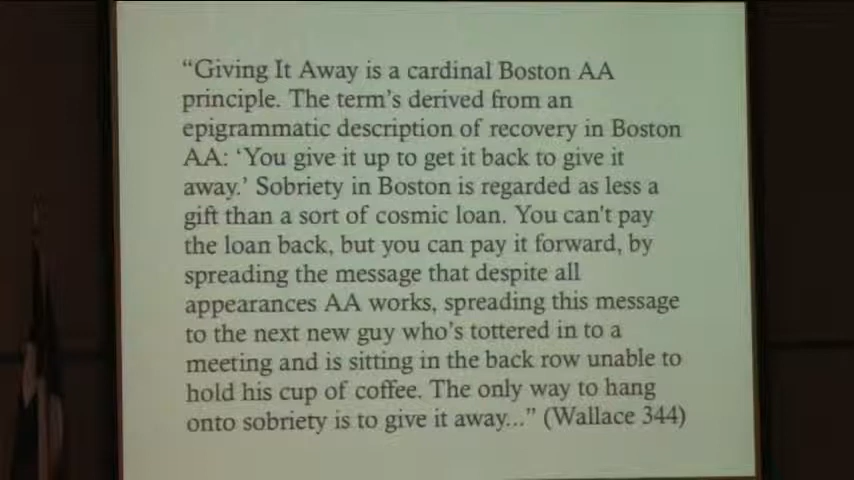 “Giving It Away is a cardinal Boston AA
principle. The term’s derived from an
epigrammatic description of recovery in Boston
AA: ‘You give it up to get it back to give it
away.’ Sobriety in Boston is regarded as less a
gift than a sort of cosmic loan. You can't pay
the loan back, but you can pay it forward, by
spreading the message that despite all
appearances AA works, spreading this message
to the next new guy who’s tottered in to a
meeting and is sitting in the back row unable to
hold his cup of coffee. The only way to hang
onto sobriety is to give it away...” (Wallace 344)